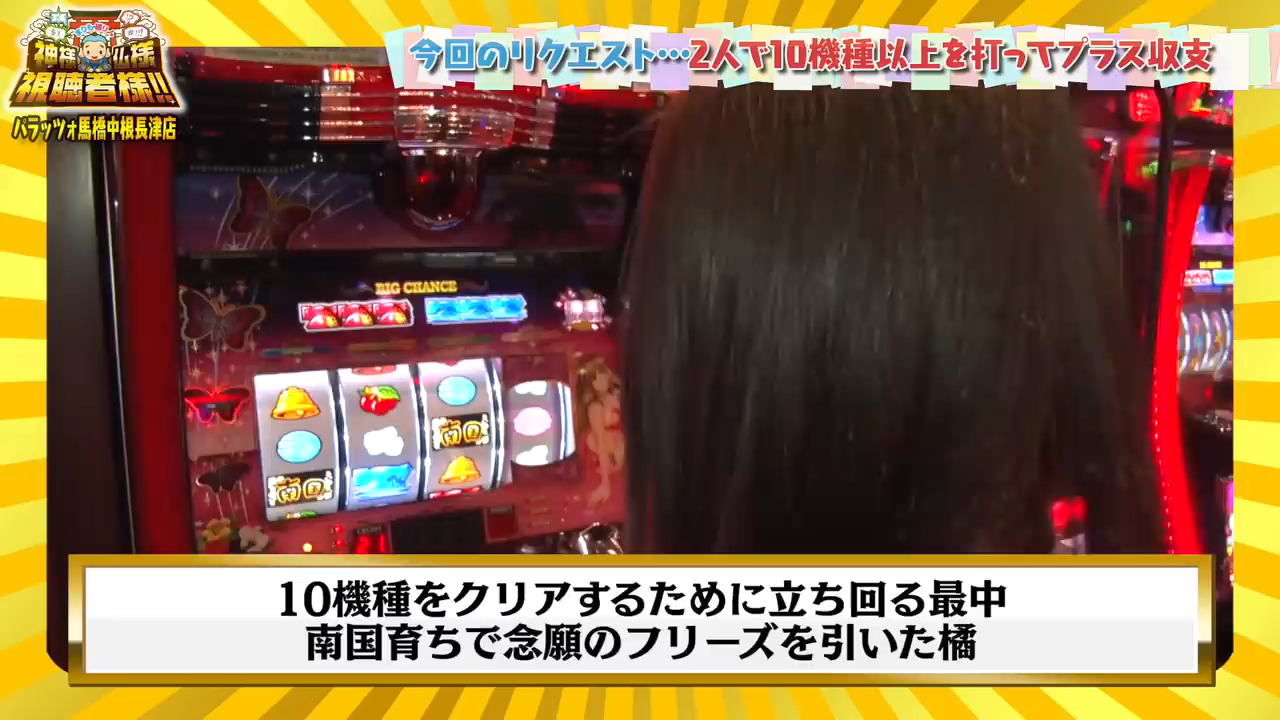 神様 仏様
視聴者様!!
パラッツォ馬橋中根長津店
今回のリクエスト…2人で10機種以上を打ってプラス収支
BIG CHANCE
南国
南国
10機種をクリアするために立ち回る最中
南国育ちで念願のフリーズを引いた橘